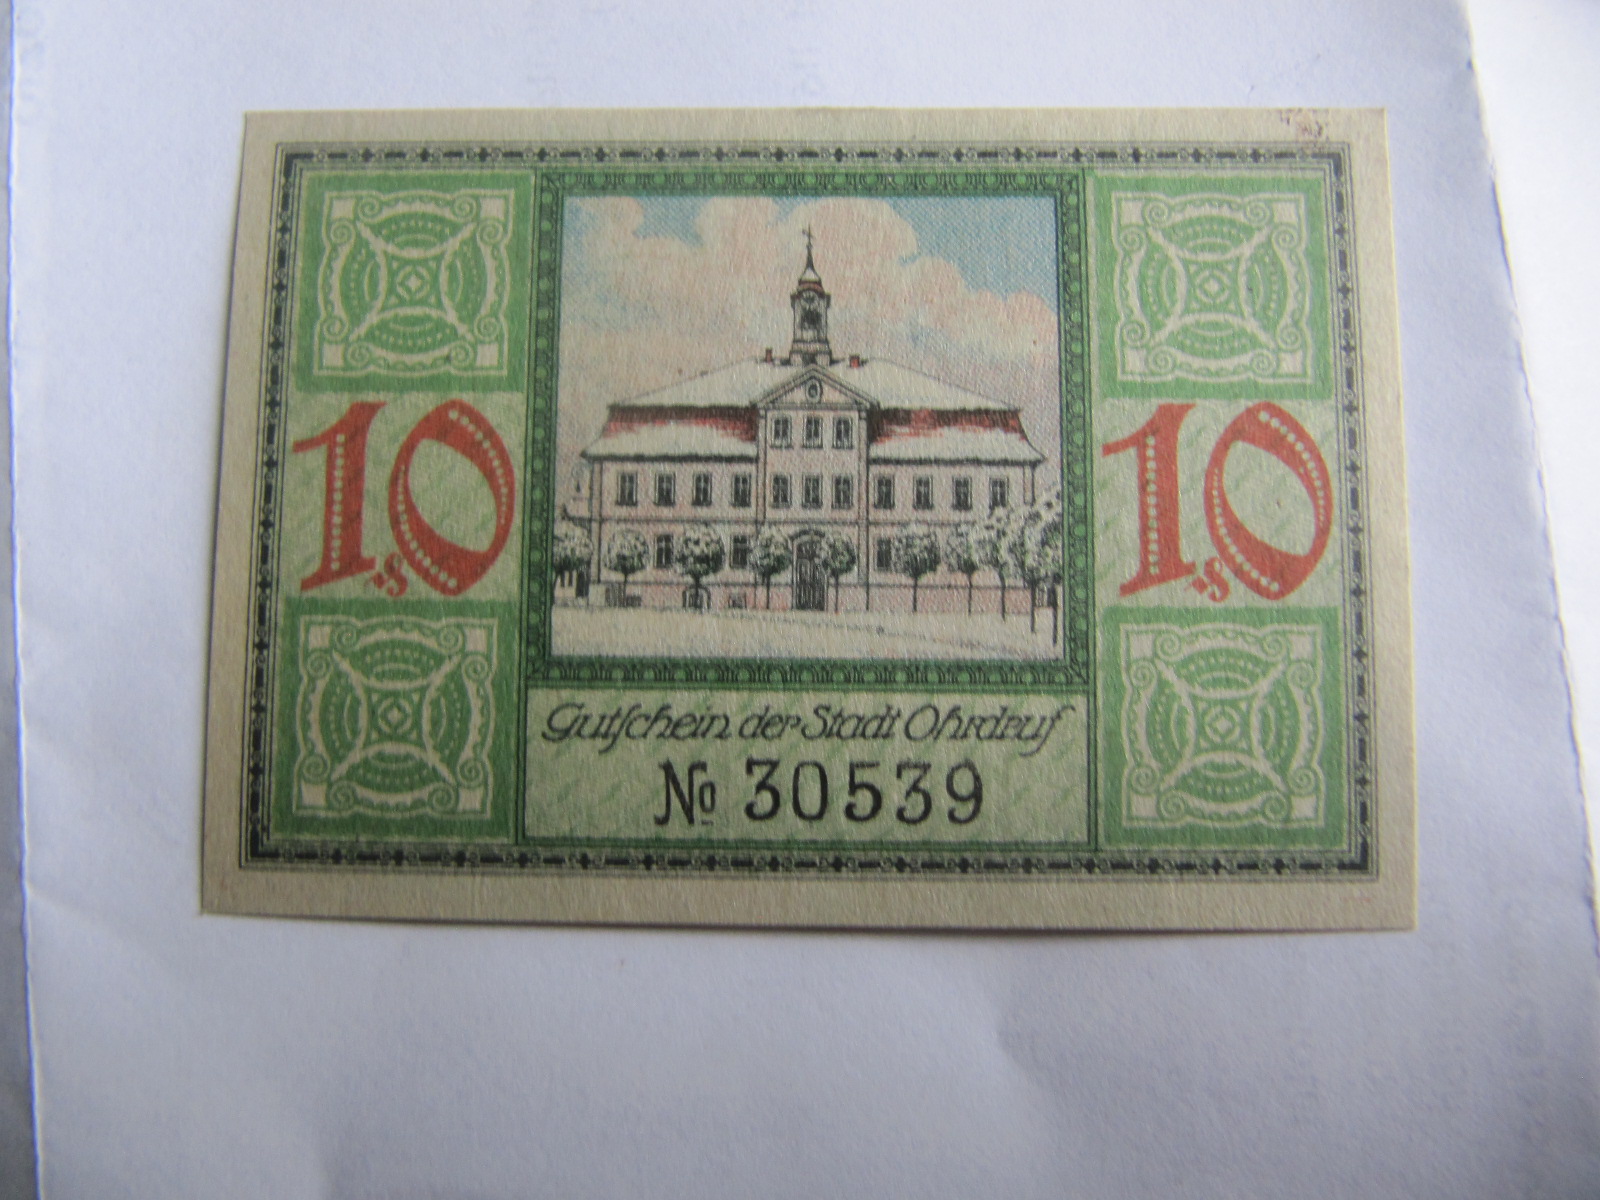 10 10
Gutschein der Stadt Ohrdruf
No 30539